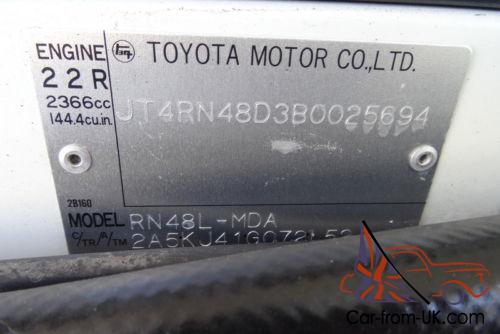 ENGINE
22R
2366cc
144.4cu.in.
TOYOTA MOTOR CO.,LTD.
JT4RN48D3B0025694
2B160
MODEL RN48L-MDA
C/TR/A/TM
Car-from-UK.com